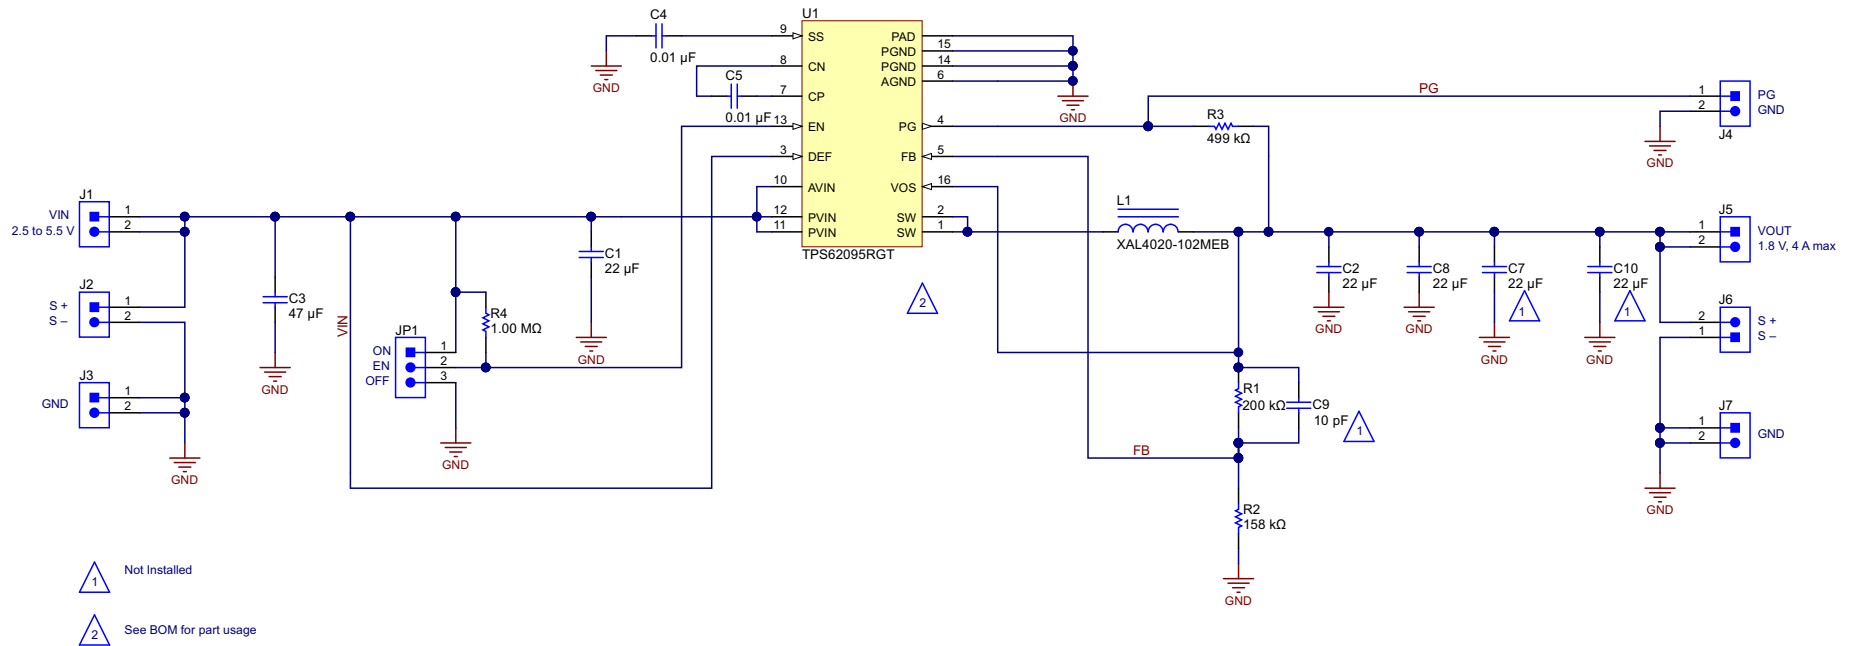 U1
C4
0.01 µF
GND
C5
0.01 µF
9 SS
8 CN
7 CP
13 EN
3 DEF
10 AVIN
12 PVIN
11 PVIN
PAD
PGND 15
PGND 14
AGND 6
PG 4
FB 5
VOS 16
SW 2
SW 1
TPS62095RGT
GND
PG
R3
499 kΩ
1 PG
2 GND
J4
GND
J1
VIN 1
2.5 to 5.5 V 2
J2
S + 1
S – 2
J3
GND
1
2
GND
C3
47 µF
GND
VIN
R4
1.00 MΩ
JP1
ON 1
EN 2
OFF 3
GND
C1
22 µF
GND
2
L1
XAL4020-102MEB
C2
22 µF
GND
C8
22 µF
GND
C7
22 µF
1
GND
C10
22 µF
1
GND
J5
1 VOUT
2 1.8 V, 4 A max
J6
2 S +
1 S –
J7
1
2
GND
GND
R1
200 kΩ
C9
10 pF
1
FB
R2
158 kΩ
GND
1 Not Installed
2 See BOM for part usage